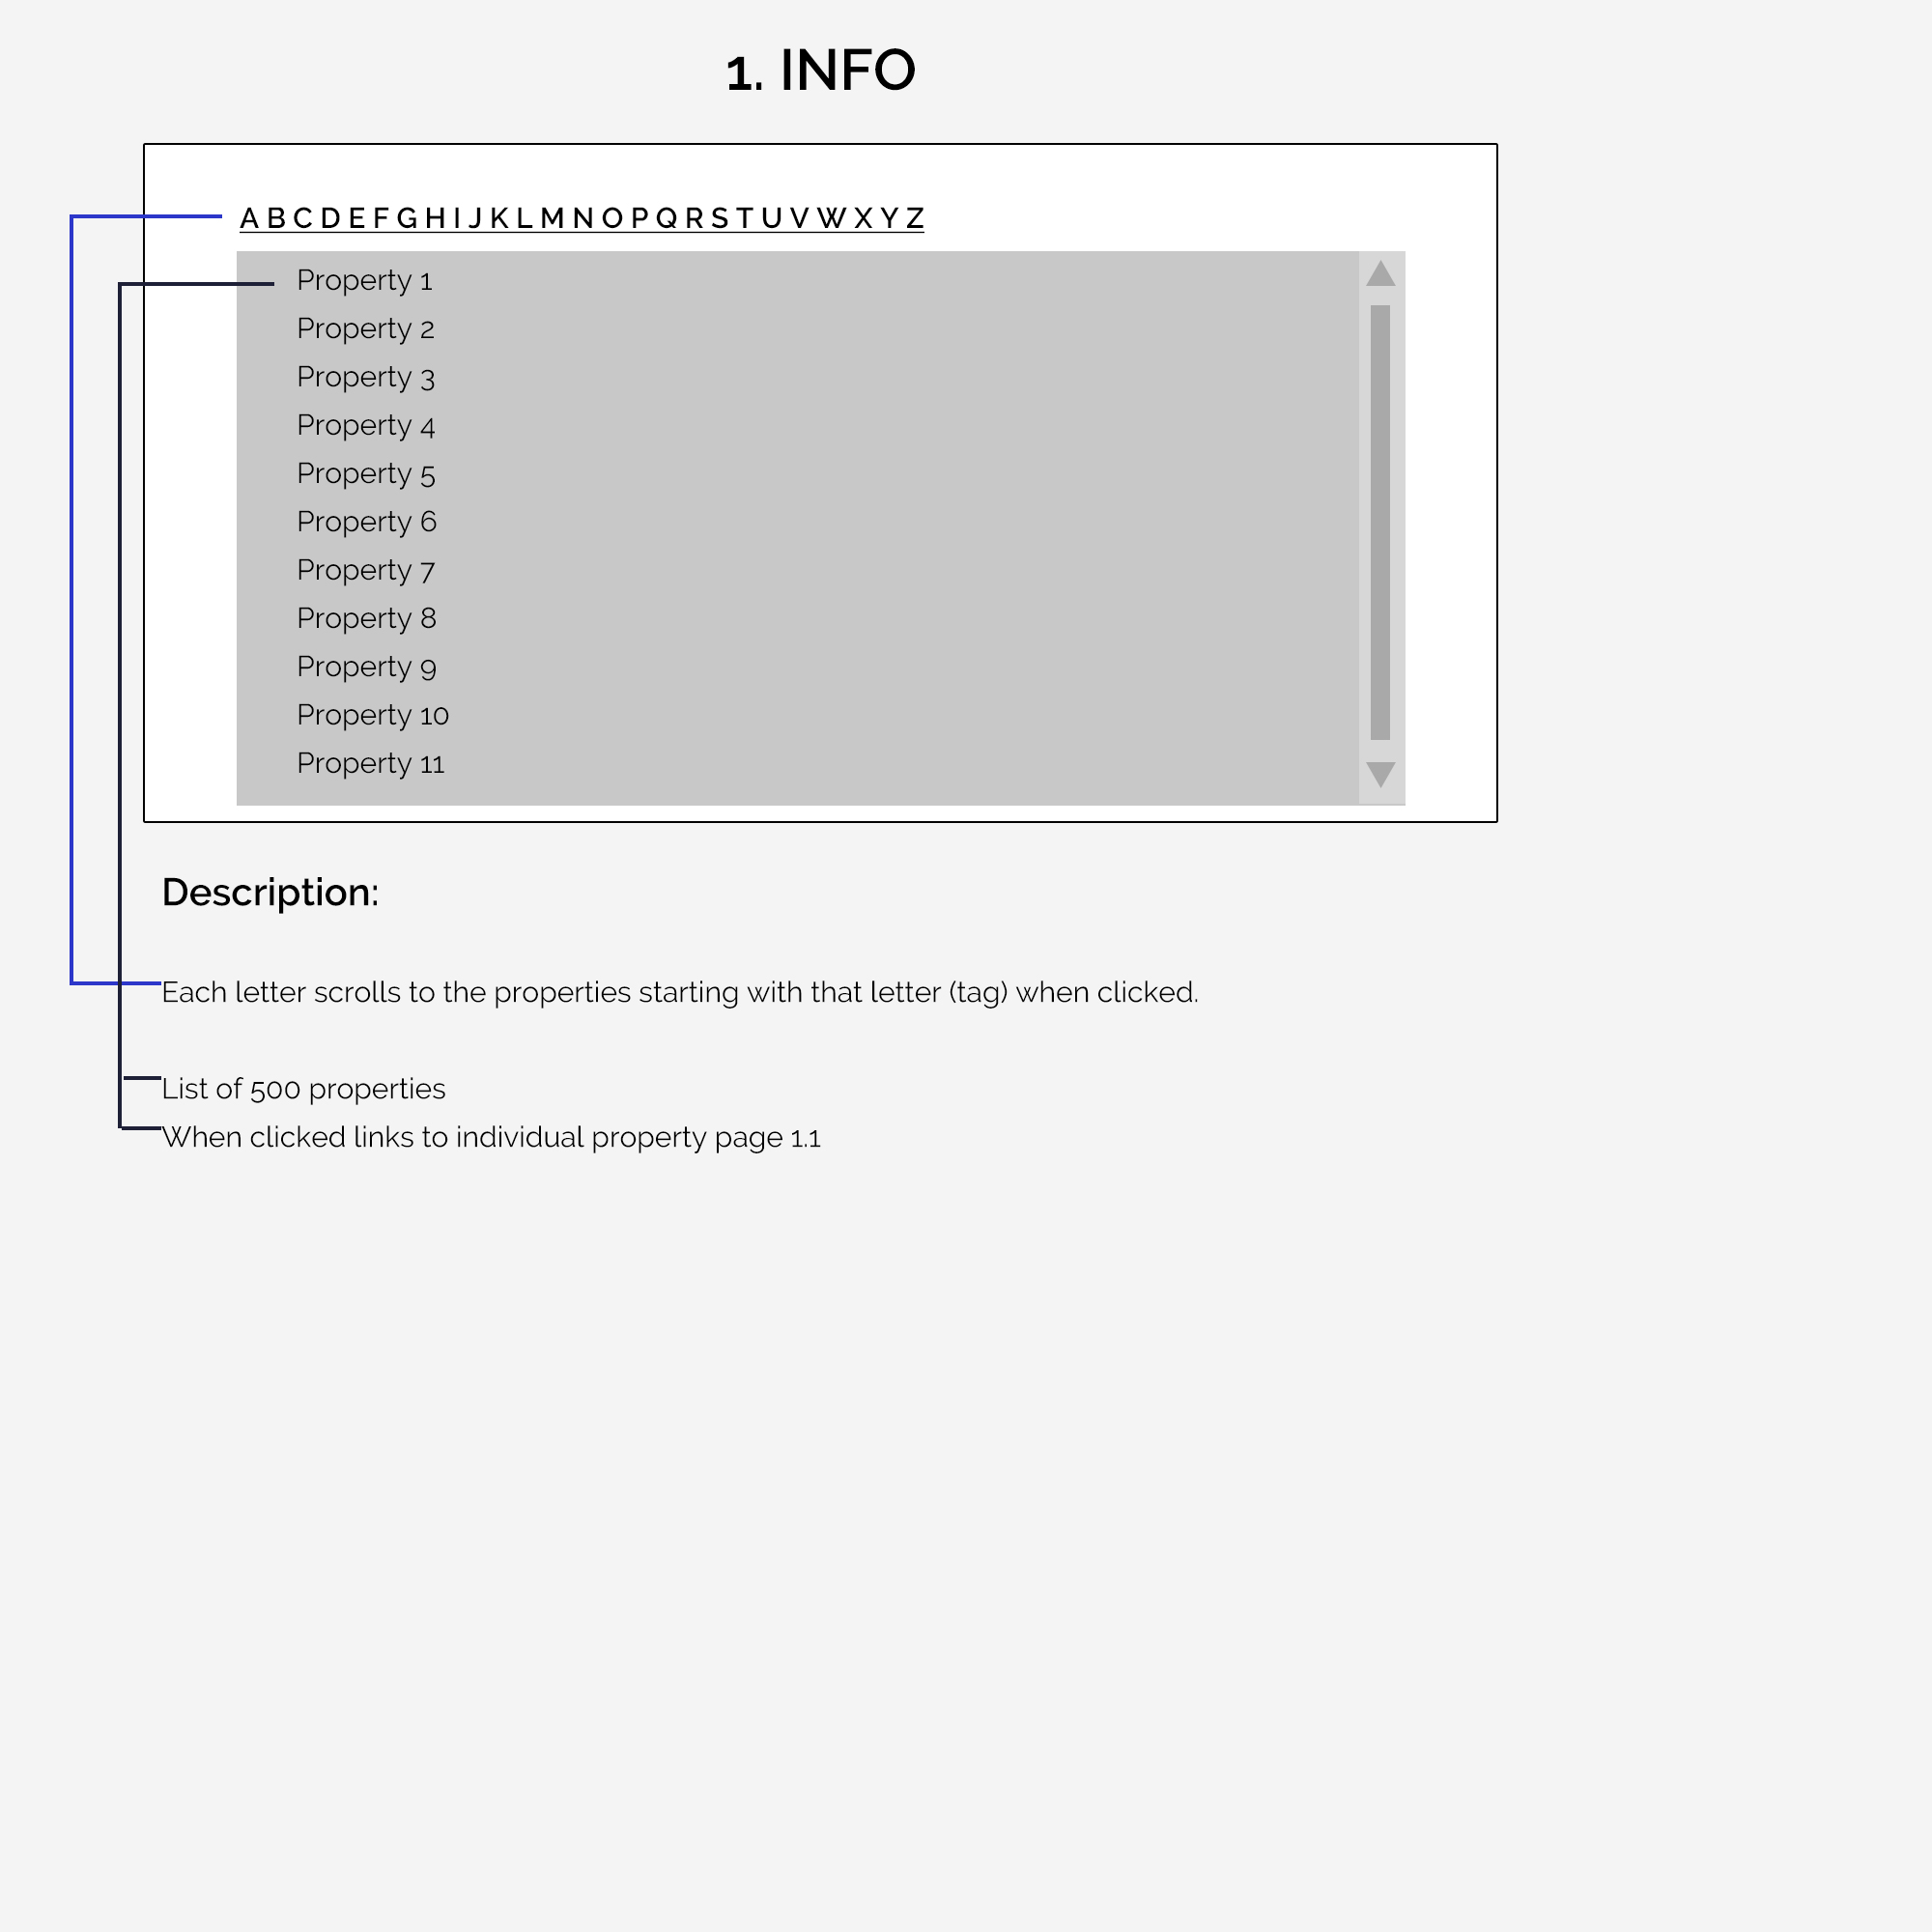 1. INFO
A B C D E F G H I J K L M N O P Q R S T U V W X Y Z
Property 1
Property 2
Property 3
Property 4
Property 5
Property 6
Property 7
Property 8
Property 9
Property 10
Property 11
Description:
Each letter scrolls to the properties starting with that letter (tag) when clicked.
List of 500 properties
When clicked links to individual property page 1.1